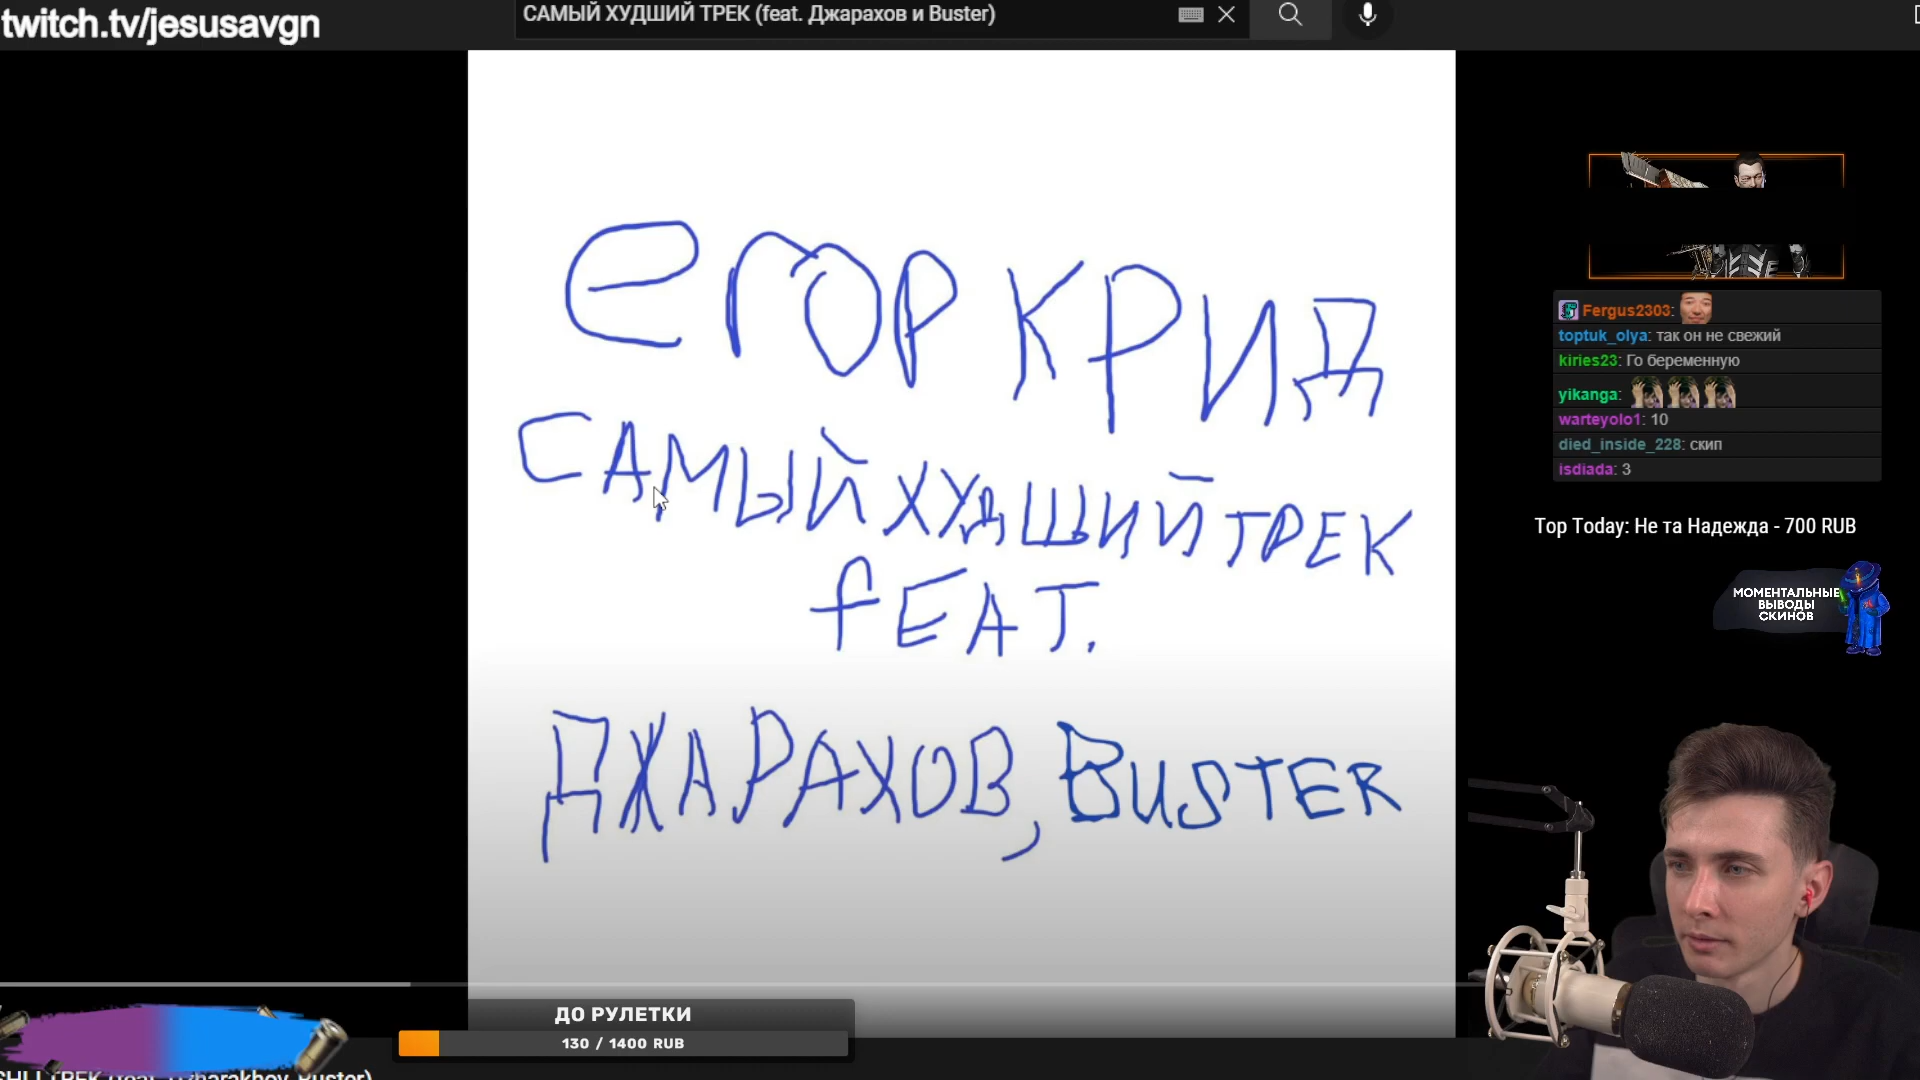 twitch.tv/jesusavgn
САМЫЙ ХУДШИЙ ТРЕК (feat. Джарахов и Buster)
ЕГОР КРИД
САМЫЙ ХУДШИЙ ТРЕК
fEAT.
ДЖАРАХОВ, BUSTER
Fergus2303:
toptuk_olya: так он не свежий
kiries23: Го беременную
yikanga:
warteyolo1: 10
died_inside_228: скип
isdiada: 3
Top Today: Не та Надежда - 700 RUB
МОМЕНТАЛЬНЫЕ
ВЫВОДЫ
СКИНОВ
ДО РУЛЕТКИ
130 / 1400 RUB